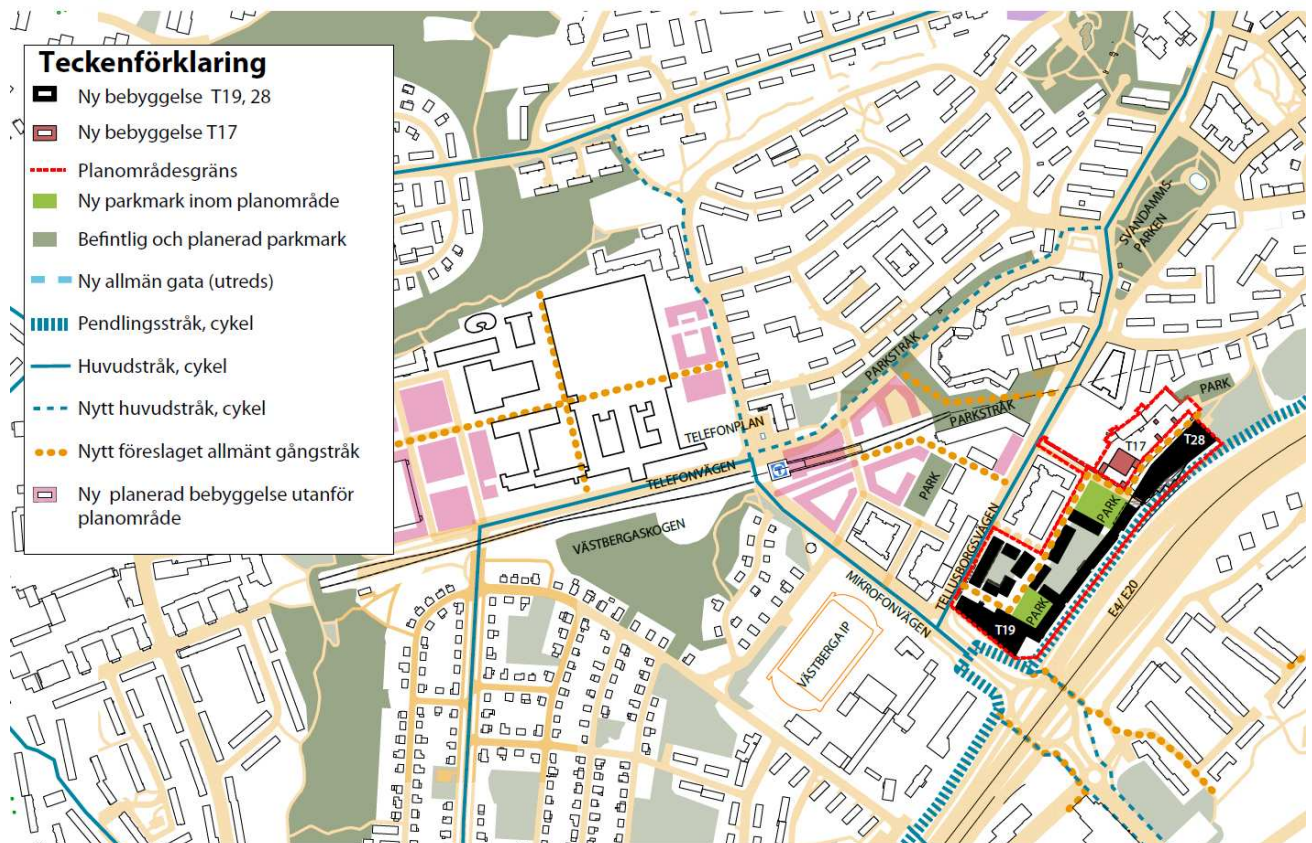 Teckenförklaring
Ny bebyggelse T19, 28
Ny bebyggelse T17
Planområdesgräns
Ny parkmark inom planområde
Befintlig och planerad parkmark
Ny allmän gata (utreds)
Pendlingsstråk, cykel
Huvudstråk, cykel
Nytt huvudstråk, cykel
Nytt föreslaget allmänt gångstråk
Ny planerad bebyggelse utanför
planområde
SVANDAMMS-
PARKEN
PARKSTRÅK
PARKSTRÅK
PARK
TELEFONPLAN
T
TELEFONVÄGEN
VÄSTBERGASKOGEN
PARK
T17
T28
PARK
TELLUSBORGSVÄGEN
MIKROFONVÄGEN
PARK
T19
E4/ E20
VÄSTBERGA IP